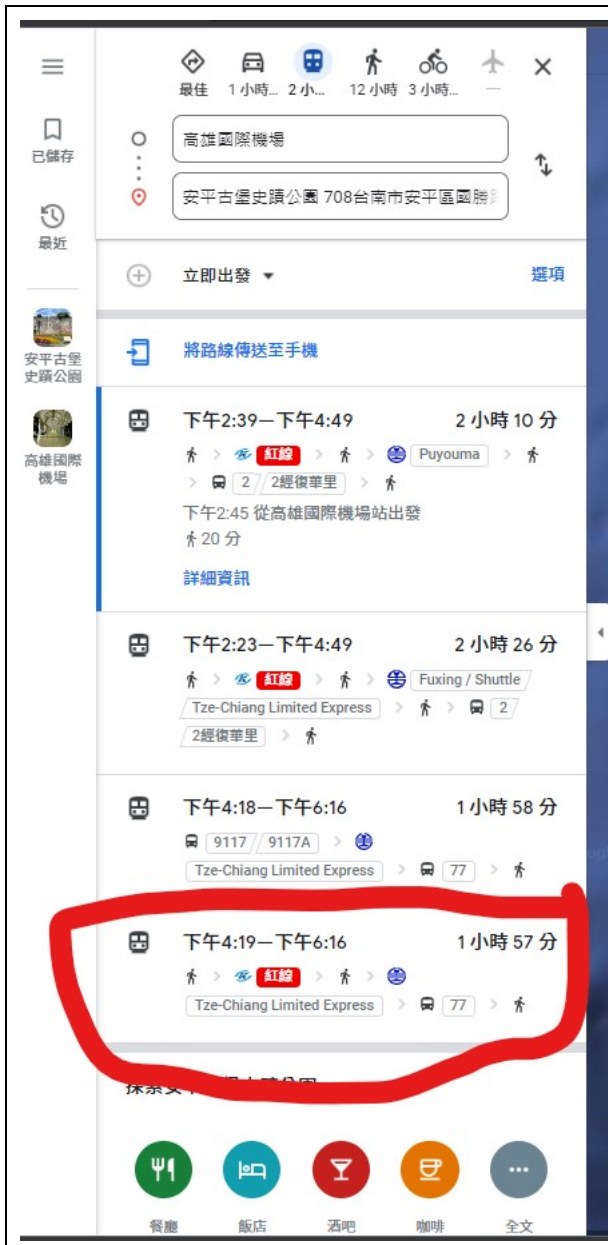 最佳 1 小時... 2 小... 12 小時 3 小時... —
已儲存
高雄國際機場
安平古堡史蹟公園 708台南市安平區國勝
最近
立即出發 選項
安平古堡
史蹟公園
將路線傳送至手機
高雄國際
機場
下午2:39—下午4:49 2 小時 10 分
紅線 Puyouma
2 2經復華里
下午2:45 從高雄國際機場站出發
20 分
詳細資訊
下午2:23—下午4:49 2 小時 26 分
紅線 Fuxing / Shuttle
Tze-Chiang Limited Express 2
2經復華里
下午4:18—下午6:16 1 小時 58 分
9117 9117A
Tze-Chiang Limited Express 77
下午4:19—下午6:16 1 小時 57 分
紅線
Tze-Chiang Limited Express 77
餐廳 飯店 酒吧 咖啡 全文